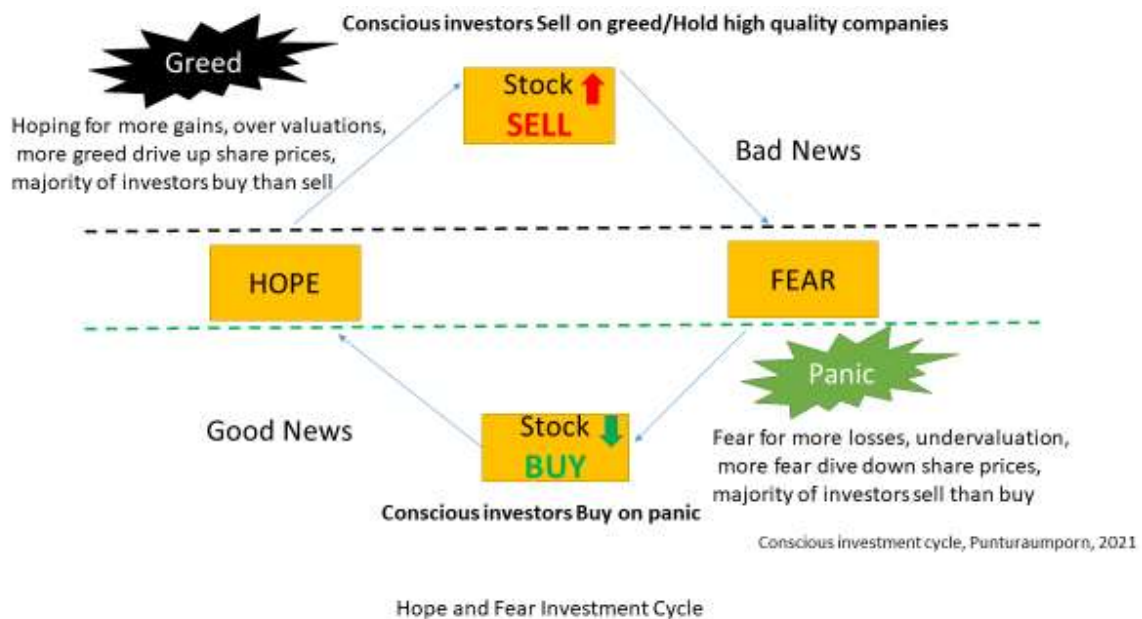 Conscious investors Sell on greed/Hold high quality companies
Greed
Stock
SELL
Hoping for more gains, over valuations,
more greed drive up share prices,
majority of investors buy than sell
Bad News
HOPE
FEAR
Panic
Good News
Stock
BUY
Fear for more losses, undervaluation,
more fear dive down share prices,
majority of investors sell than buy
Conscious investors Buy on panic
Conscious investment cycle, Punturaumporn, 2021
Hope and Fear Investment Cycle